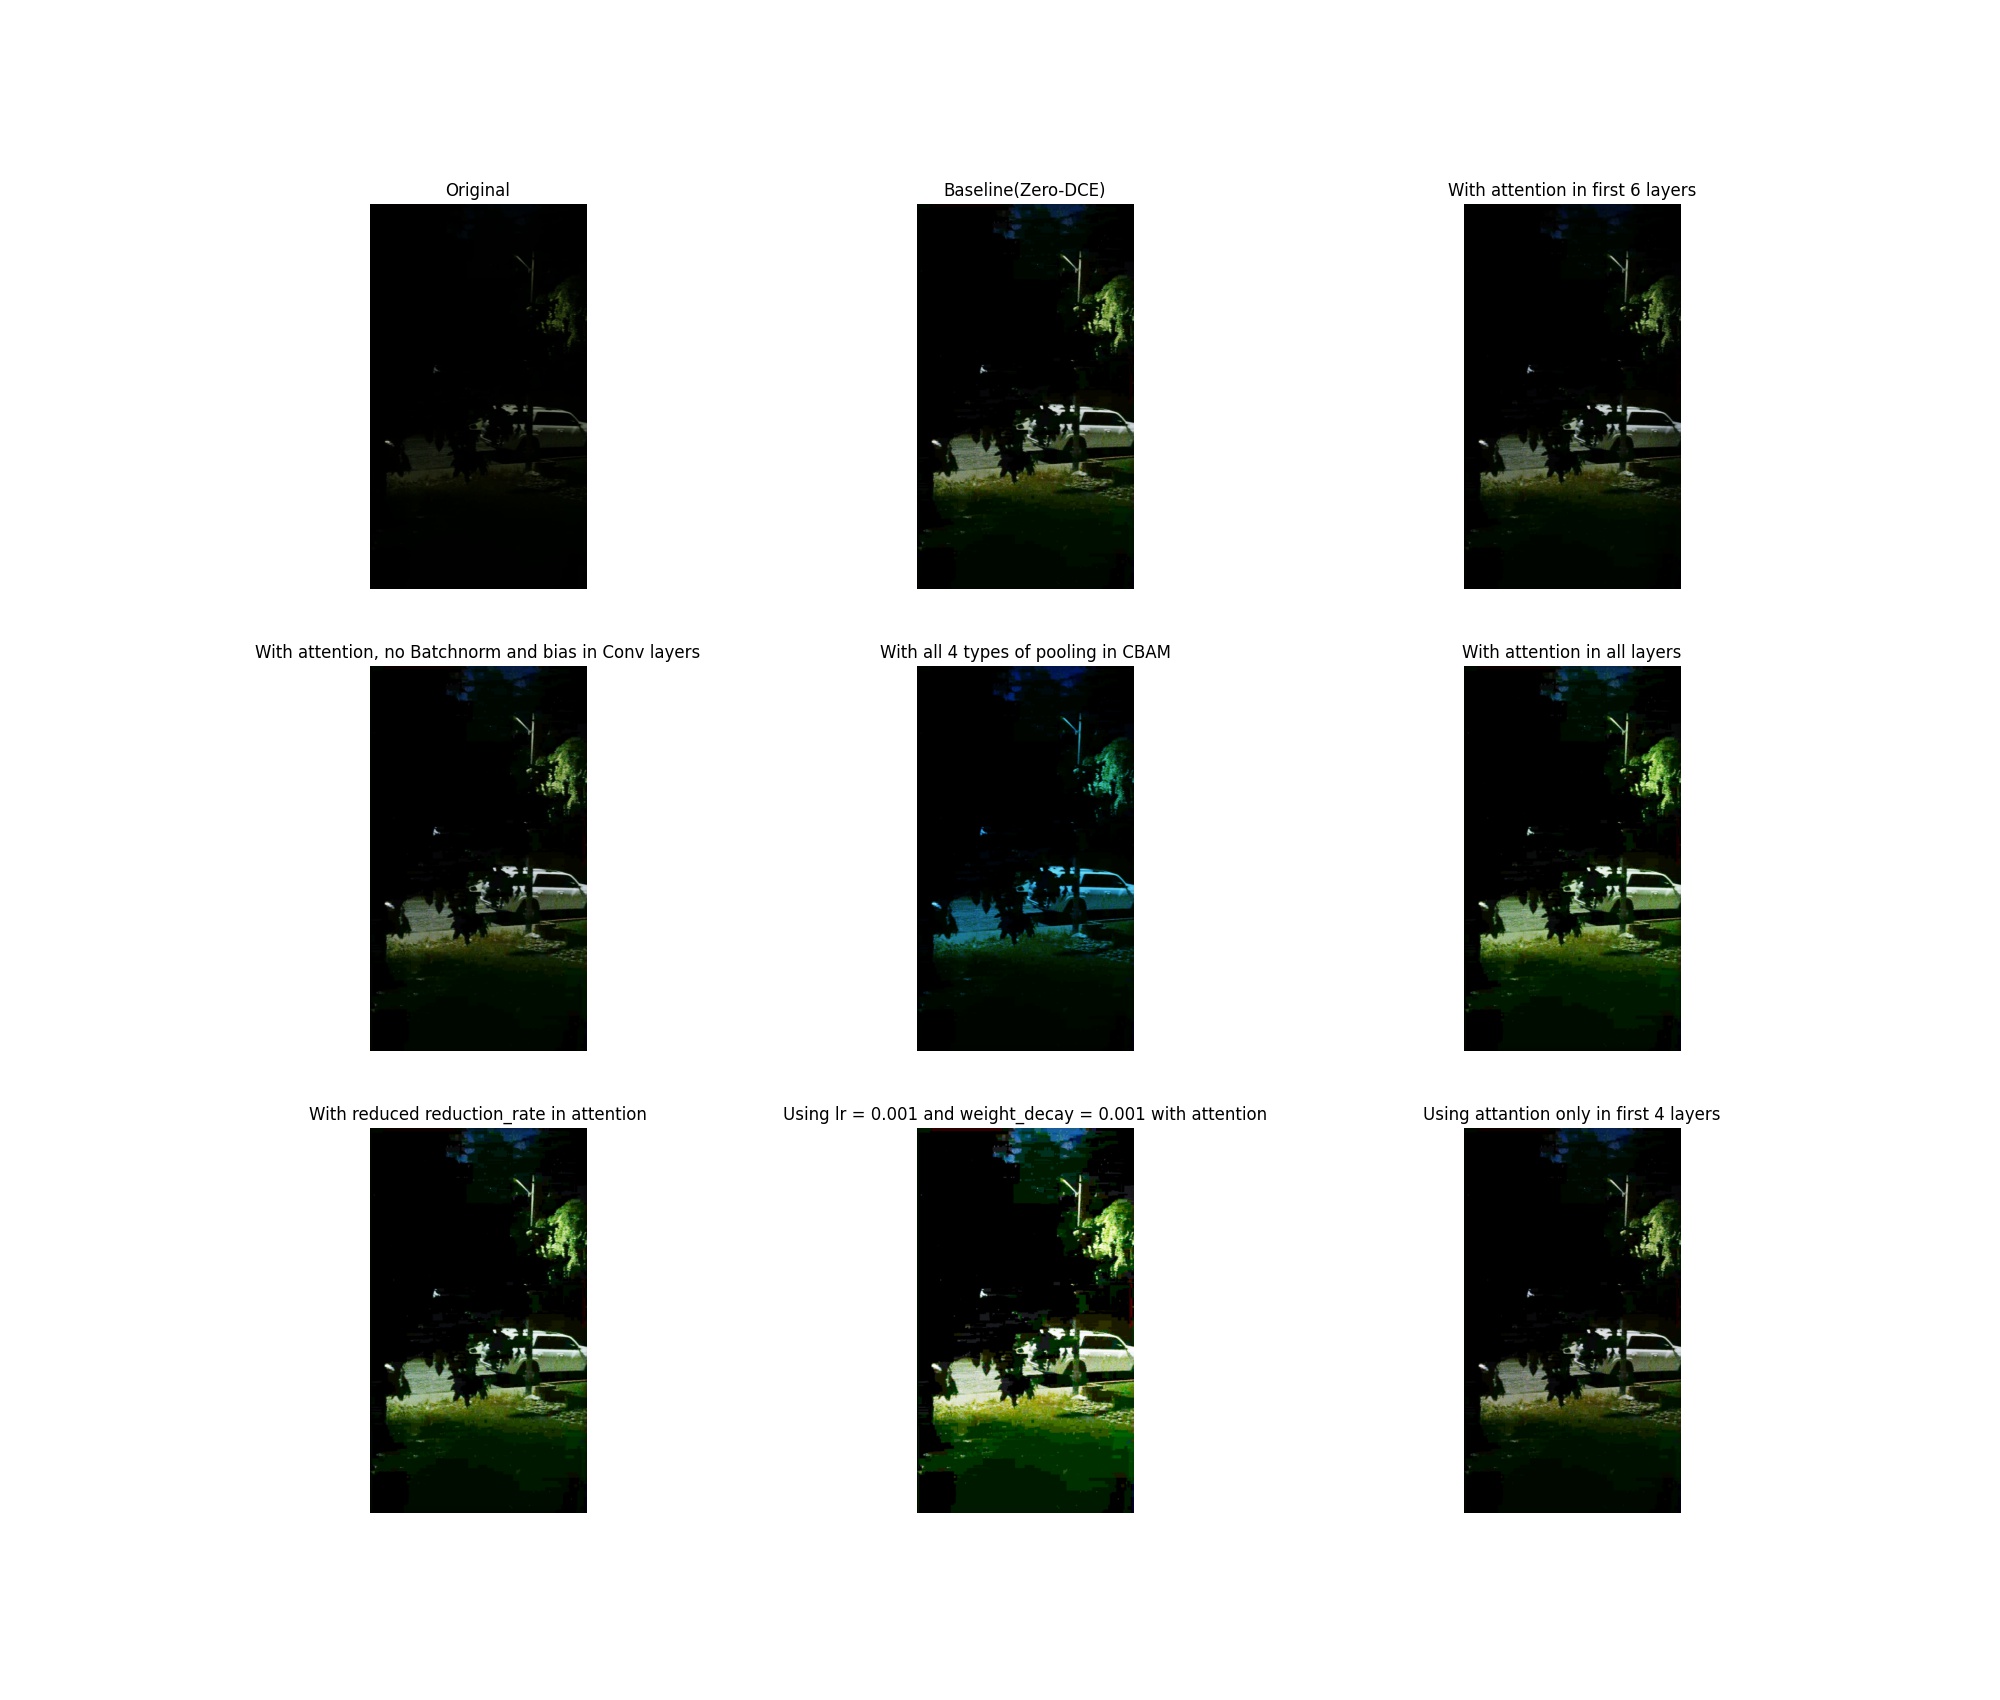 Original
Baseline(Zero-DCE)
With attention in first 6 layers
With attention, no Batchnorm and bias in Conv layers
With all 4 types of pooling in CBAM
With attention in all layers
With reduced reduction_rate in attention
Using lr = 0.001 and weight_decay = 0.001 with attention
Using attantion only in first 4 layers